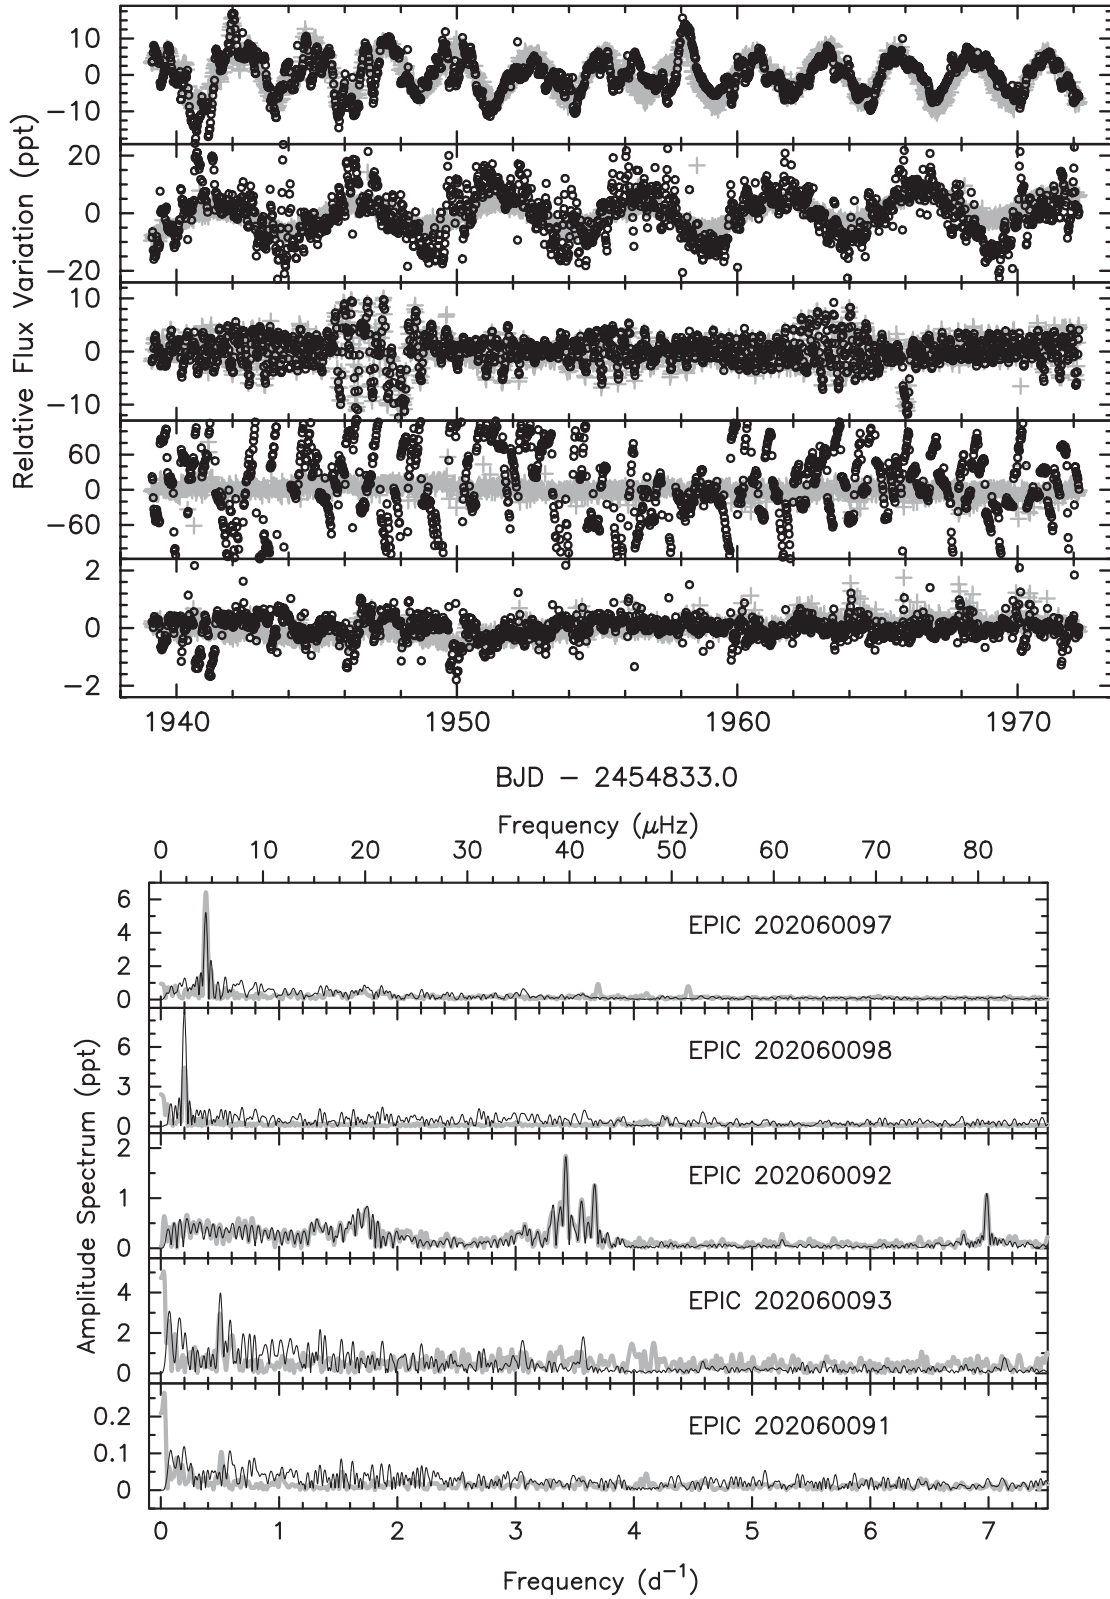 Relative Flux Variation (ppt)
10
0
−10
20
0
−20
10
0
−10
60
0
−60
2
0
−2
1940 1950 1960 1970
BJD − 2454833.0
Frequency (μHz)
0 10 20 30 40 50 60 70 80
Amplitude Spectrum (ppt)
6
EPIC 202060097
4
2
0
6
EPIC 202060098
3
0
2
EPIC 202060092
1
0
4
EPIC 202060093
2
0
0.2
EPIC 202060091
0.1
0
0 1 2 3 4 5 6 7
Frequency (d⁻¹)